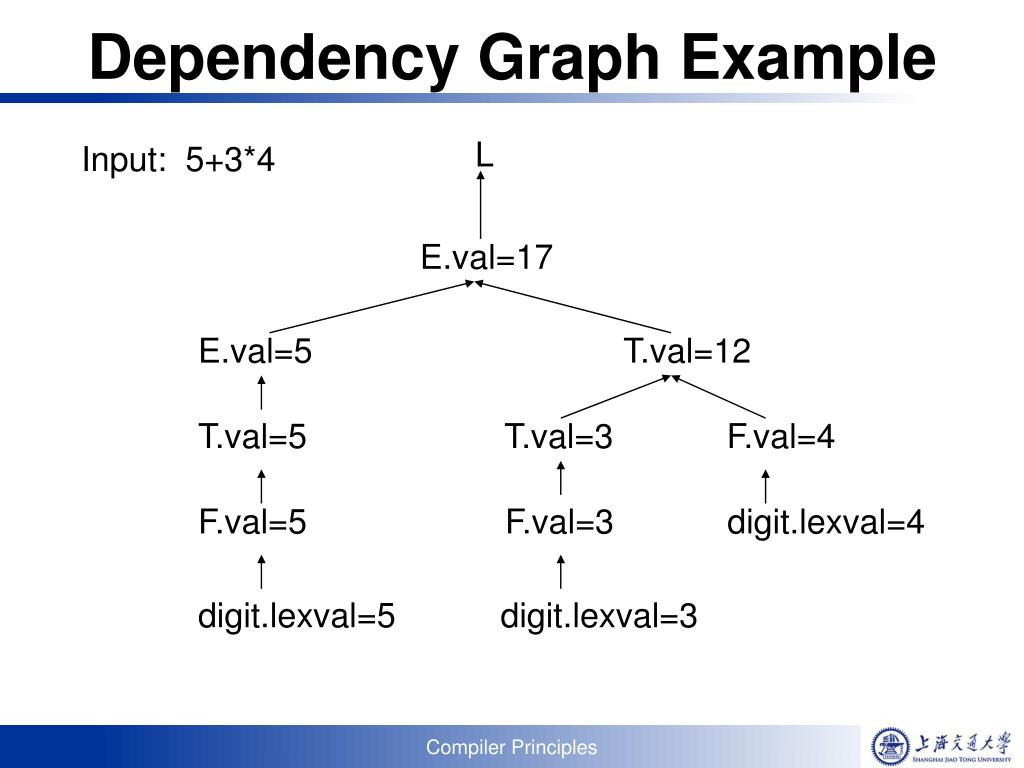 Dependency Graph Example
Input: 5+3*4
L
E.val=17
E.val=5 T.val=12
T.val=5 T.val=3 F.val=4
F.val=5 F.val=3 digit.lexval=4
digit.lexval=5 digit.lexval=3
Compiler Principles
上海交通大学
SHANGHAI JIAO TONG UNIVERSITY